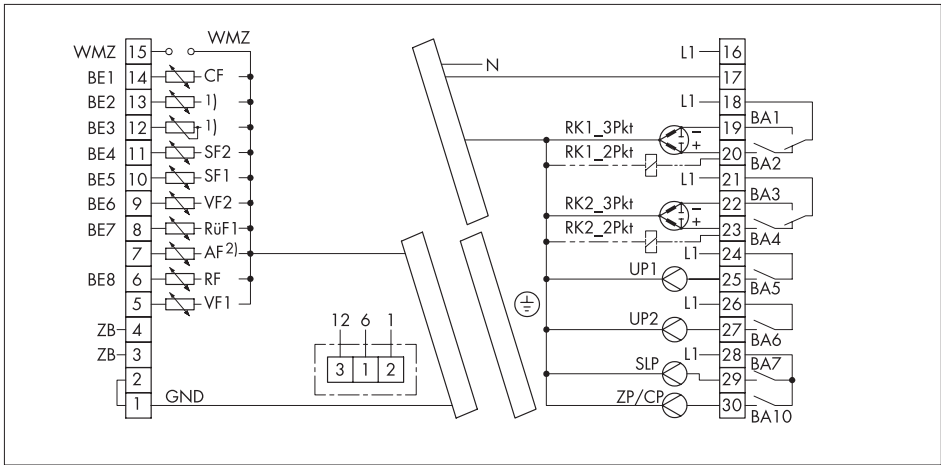 WMZ 15 WMZ
BE1 14 CF
BE2 13 1)
BE3 12 1)
BE4 11 SF2
BE5 10 SF1
BE6 9 VF2
BE7 8 RüF1
7 AF2)
BE8 6 RF
5 VF1
ZB 4
ZB 3
2
1 GND
12 6 1
3 1 2
N
L1 16
17
L1 18
BA1
RK1_3Pkt − 19
+
RK1_2Pkt 20
BA2
L1 21
BA3
RK2_3Pkt − 22
+
RK2_2Pkt 23
BA4
L1 24
UP1 25
BA5
L1 26
UP2 27
BA6
L1 28
BA7
SLP 29
ZP/CP 30
BA10